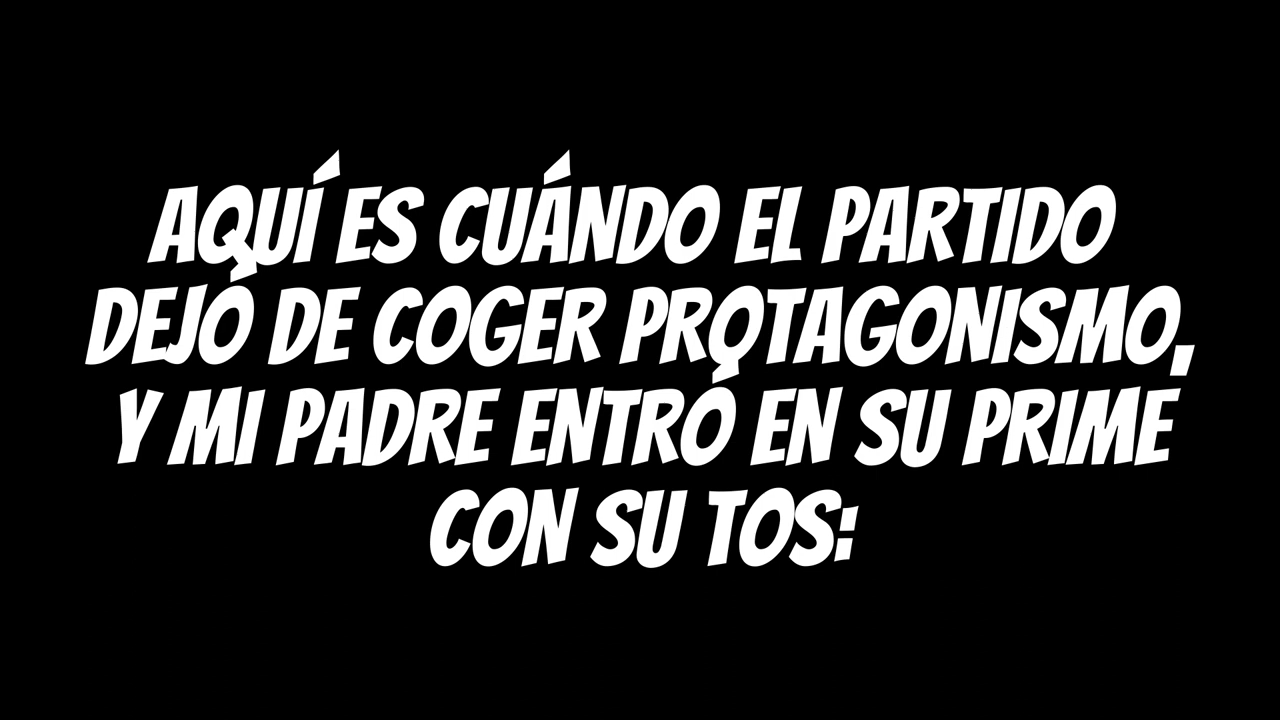 AQUÍ ES CUÁNDO EL PARTIDO
DEJÓ DE COGER PROTAGONISMO,
Y MI PADRE ENTRÓ EN SU PRIME
CON SU TOS: